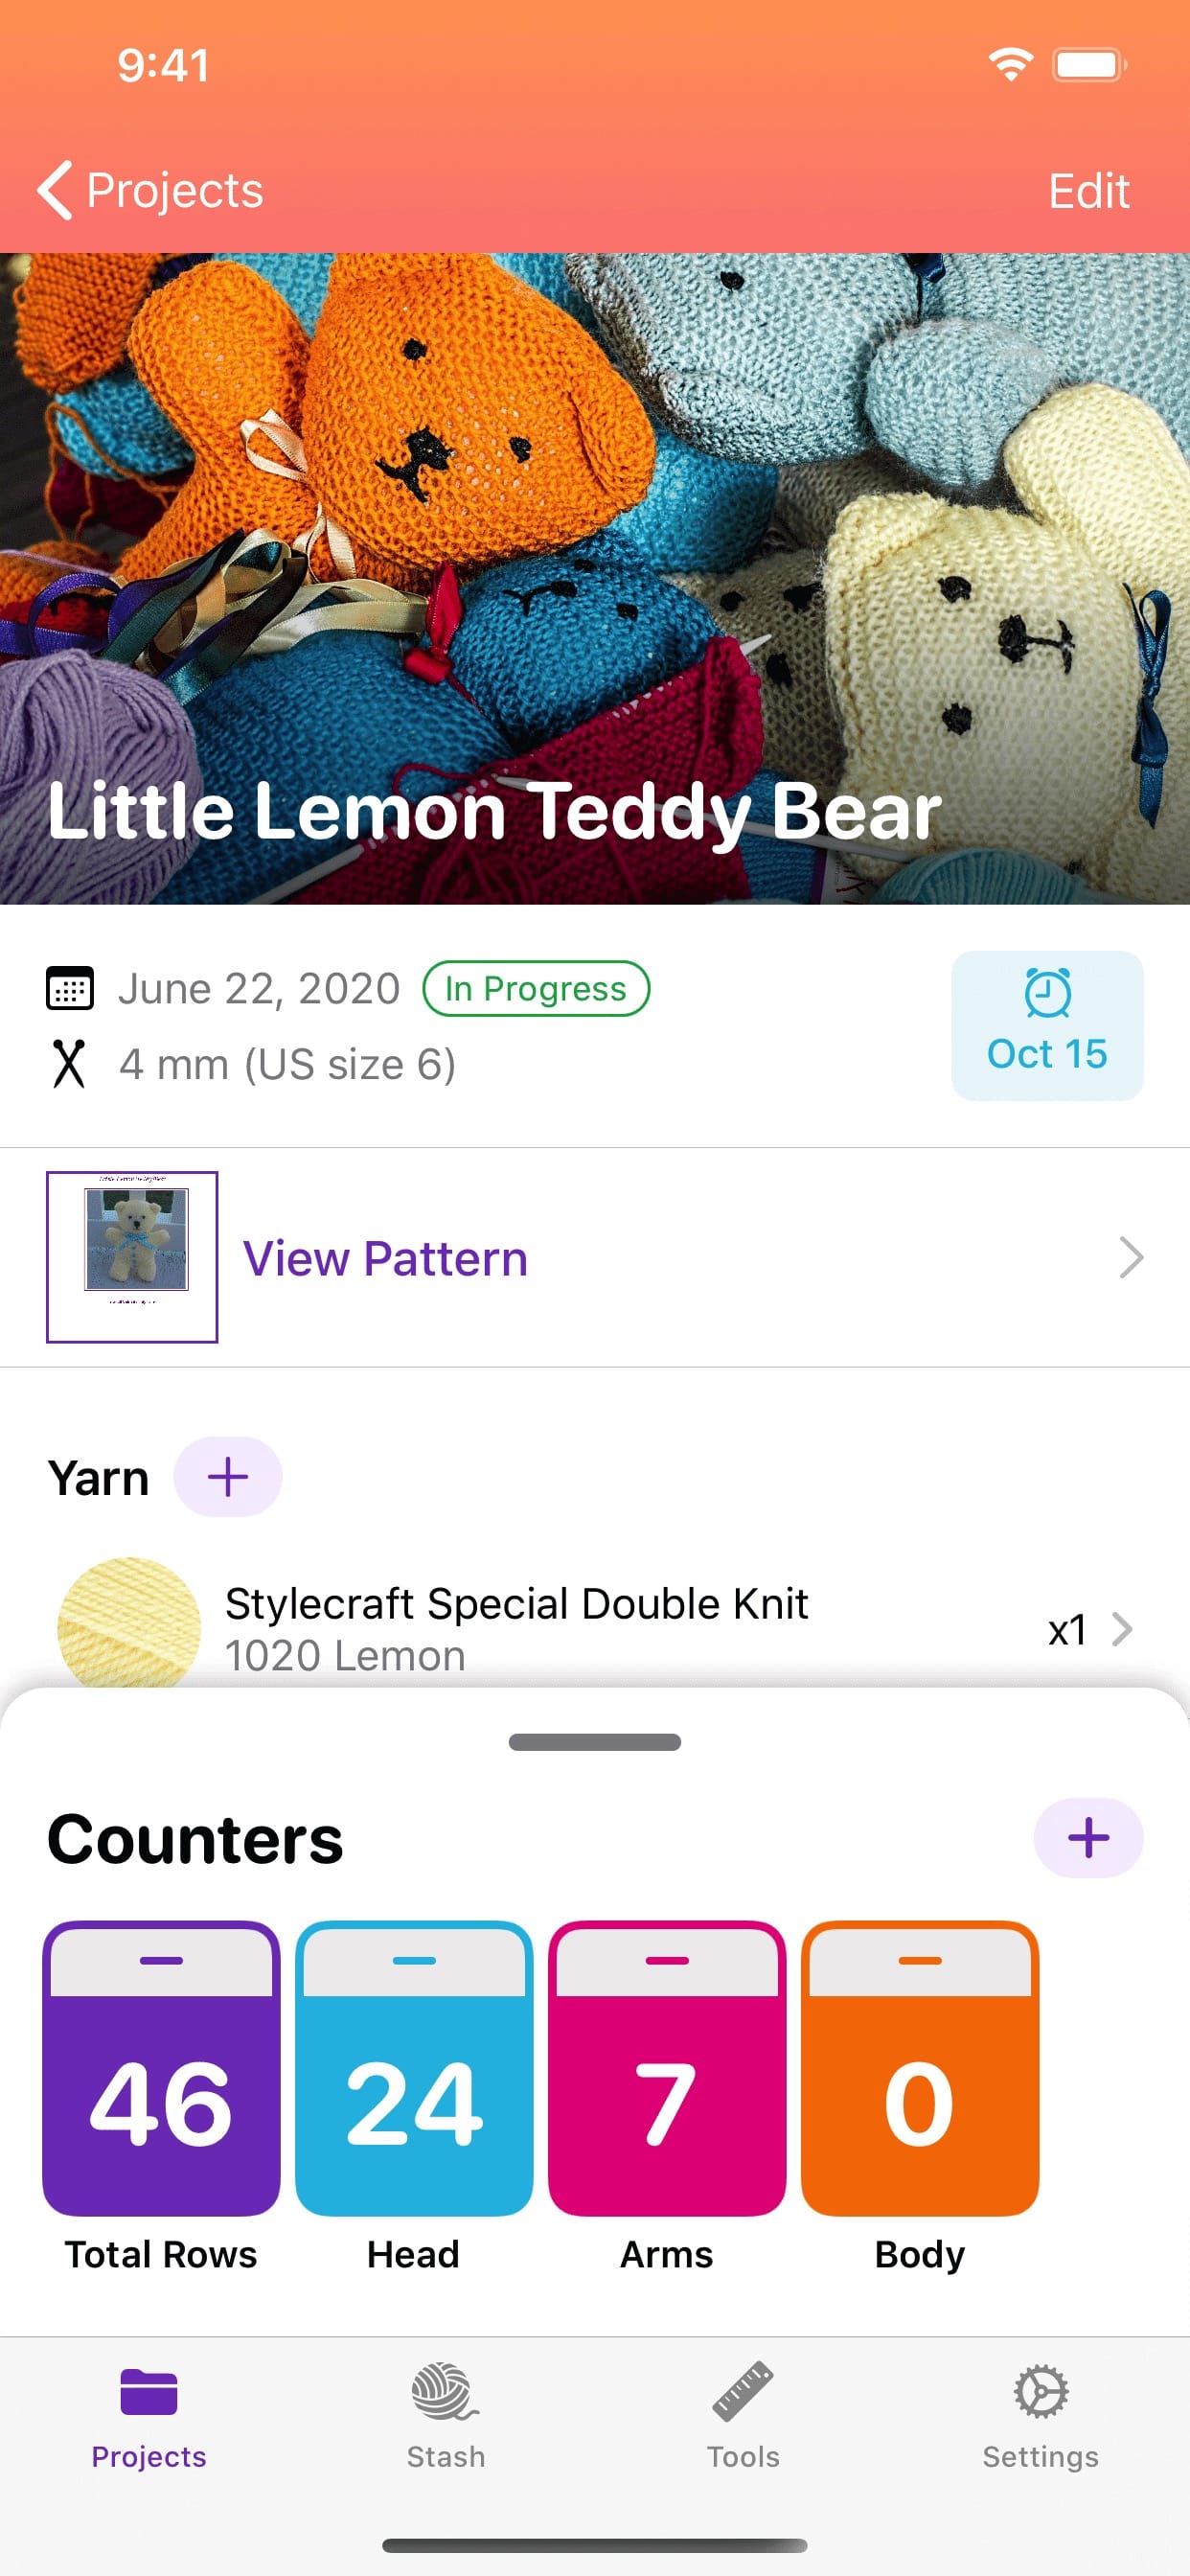 9:41
Projects
Edit
Little Lemon Teddy Bear
June 22, 2020
In Progress
4 mm (US size 6)
Oct 15
View Pattern
Yarn
Stylecraft Special Double Knit
1020 Lemon
x1
Counters
46
24
7
0
Total Rows
Head
Arms
Body
Projects
Stash
Tools
Settings